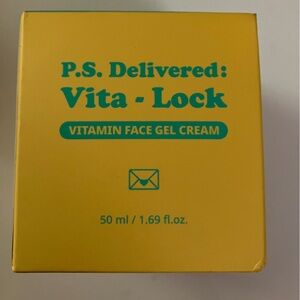 P.S. Delivered:
Vita - Lock
VITAMIN FACE GEL CREAM
50 ml / 1.69 fl.oz.